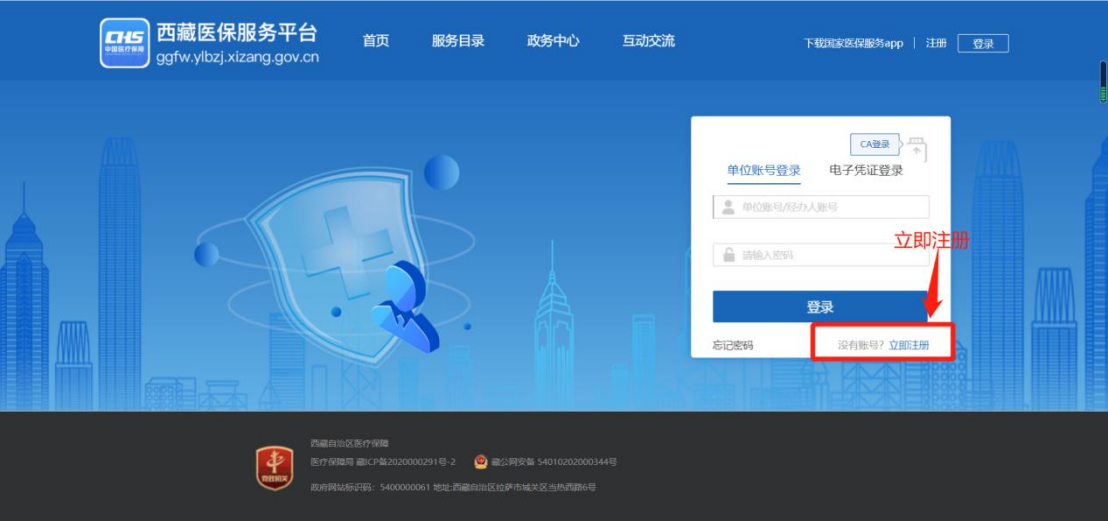 CHS 西藏医保服务平台 首页 服务目录 政务中心 互动交流 下载国家医保服务app | 注册 登录
中国医疗保障 ggfw.ylbzj.xizang.gov.cn
CA登录
单位账号登录 电子凭证登录
单位账号/经办人账号
立即注册
请输入密码
登录
忘记密码 没有账号? 立即注册
西藏自治区医疗保障
医疗保障局 藏ICP备2020000291号-2 藏公网安备 54010202000344号
党政机关
政府网站标识码: 5400000061 地址:西藏自治区拉萨市城关区当热西路6号